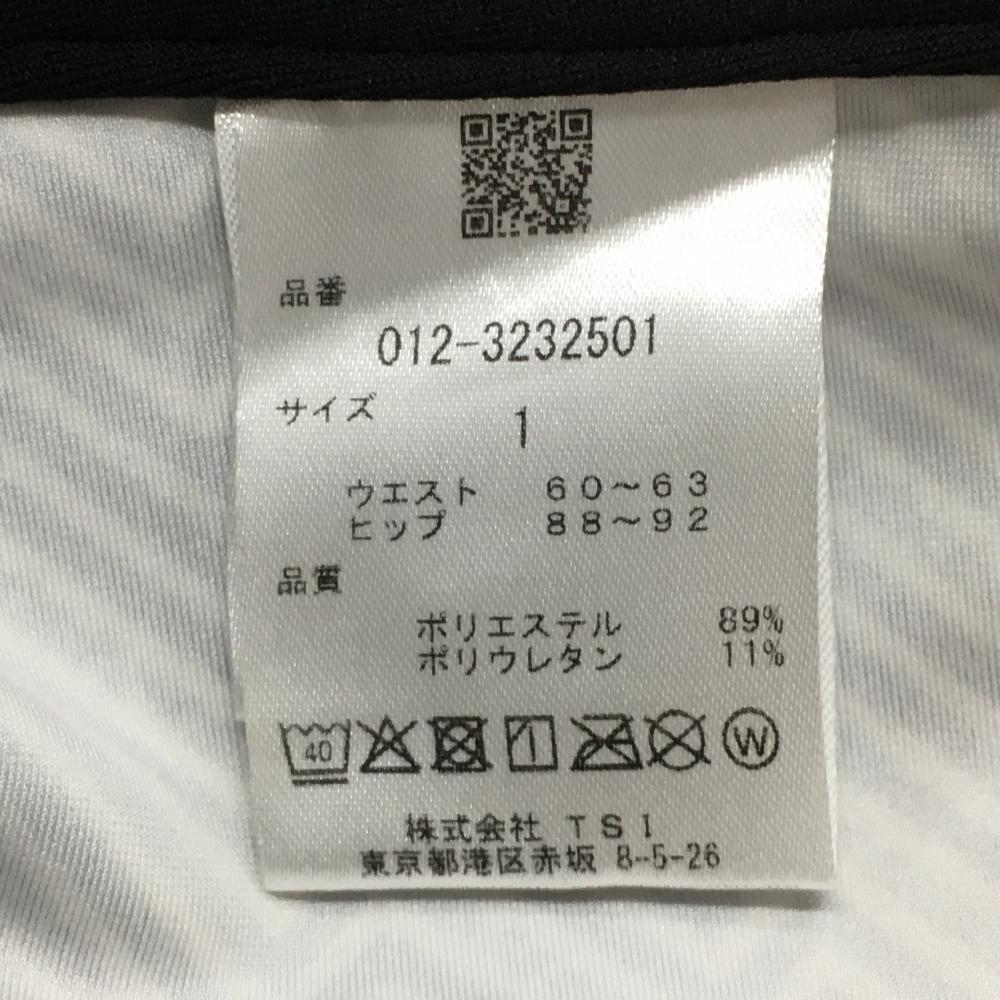 品番
012-3232501
サイズ
1
ウエスト 60～63
ヒップ 88～92
品質
ポリエステル 89%
ポリウレタン 11%
40 W
株式会社 TSI
東京都港区赤坂 8-5-26